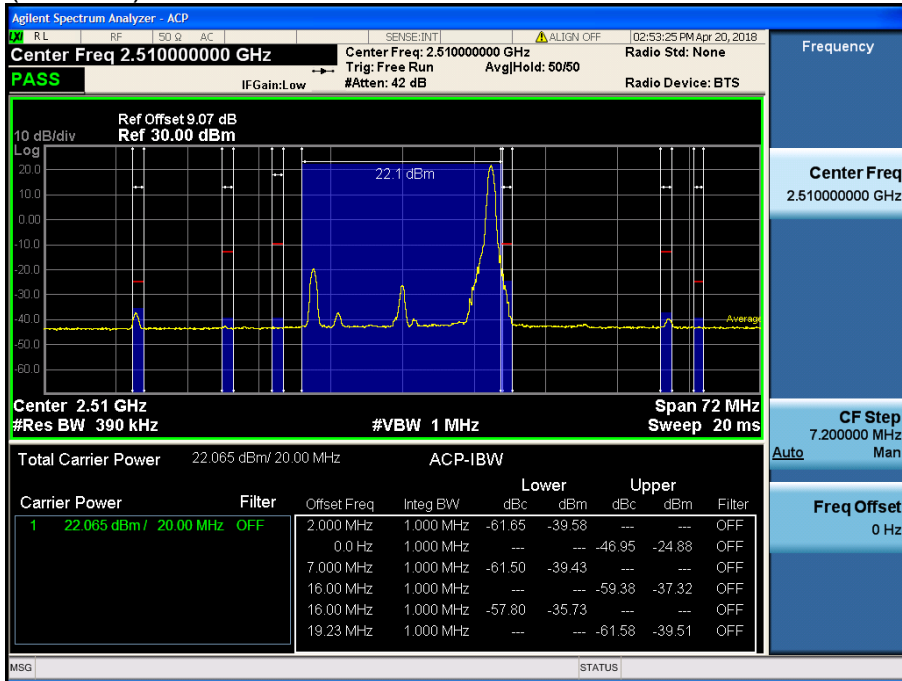 Agilent Spectrum Analyzer - ACP
LXI RL RF 50 Ω AC SENSE:INT ALIGN OFF 02:53:25 PM Apr 20, 2018
Center Freq 2.510000000 GHz
Center Freq: 2.510000000 GHz
Radio Std: None
Trig: Free Run Avg|Hold: 50/50
PASS
IFGain:Low #Atten: 42 dB Radio Device: BTS
Ref Offset 9.07 dB
10 dB/div Ref 30.00 dBm
Log
20.0
10.0
0.00
-10.0
-20.0
-30.0
-40.0
-50.0
-60.0
22.1 dBm
Average
Center 2.51 GHz Span 72 MHz
#Res BW 390 kHz #VBW 1 MHz Sweep 20 ms
Total Carrier Power 22.065 dBm/ 20.00 MHz ACP-IBW
Lower Upper
Carrier Power Filter Offset Freq Integ BW dBc dBm dBc dBm Filter
1 22.065 dBm / 20.00 MHz OFF 2.000 MHz 1.000 MHz -61.65 -39.58 --- --- OFF
0.0 Hz 1.000 MHz --- --- -46.95 -24.88 OFF
7.000 MHz 1.000 MHz -61.50 -39.43 --- --- OFF
16.00 MHz 1.000 MHz --- --- -59.38 -37.32 OFF
16.00 MHz 1.000 MHz -57.80 -35.73 --- --- OFF
19.23 MHz 1.000 MHz --- --- -61.58 -39.51 OFF
MSG STATUS
Frequency
Center Freq
2.510000000 GHz
CF Step
7.200000 MHz
Auto Man
Freq Offset
0 Hz